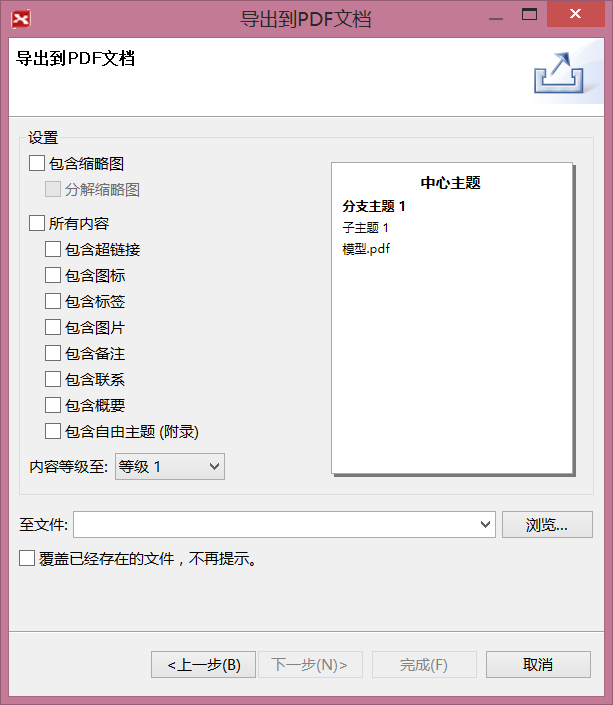 导出到PDF文档
导出到PDF文档
设置
包含缩略图
分解缩略图
所有内容
包含超链接
包含图标
包含标签
包含图片
包含备注
包含联系
包含概要
包含自由主题 (附录)
内容等级至: 等级 1
中心主题
分支主题 1
子主题 1
模型.pdf
至文件: 浏览...
覆盖已经存在的文件，不再提示。
<上一步(B) 下一步(N)> 完成(F) 取消